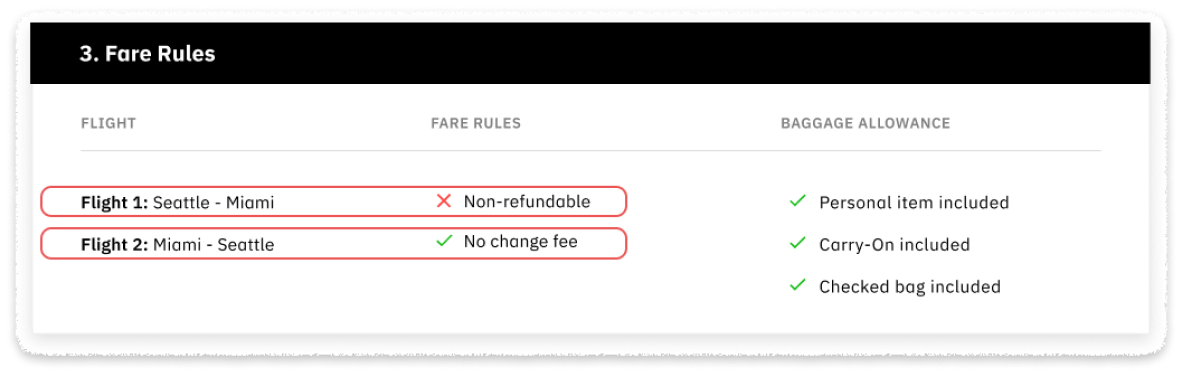 3. Fare Rules
FLIGHT FARE RULES BAGGAGE ALLOWANCE
Flight 1: Seattle - Miami Non-refundable Personal item included
Flight 2: Miami - Seattle No change fee Carry-On included
Checked bag included